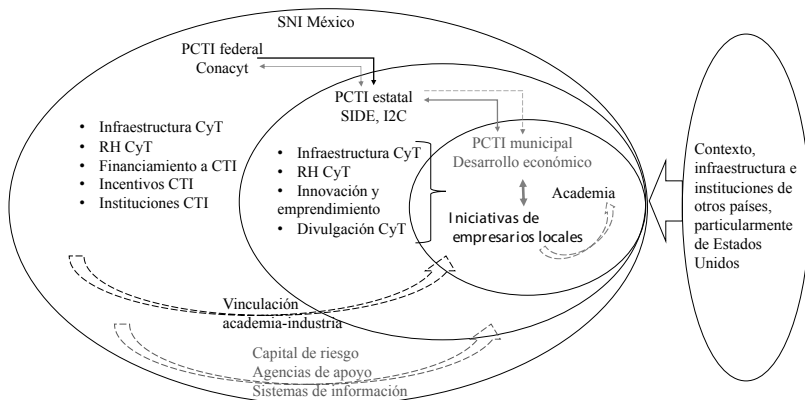 SNI México
PCTI federal
Conacyt
• Infraestructura CyT
• RH CyT
• Financiamiento a CTI
• Incentivos CTI
• Instituciones CTI
PCTI estatal
SIDE, I2C
• Infraestructura CyT
• RH CyT
• Innovación y
emprendimiento
• Divulgación CyT
PCTI municipal
Desarrollo económico
Academia
Iniciativas de
empresarios locales
Vinculación
academia-industria
Capital de riesgo
Agencias de apoyo
Sistemas de información
Contexto,
infraestructura e
instituciones de
otros países,
particularmente
de Estados
Unidos